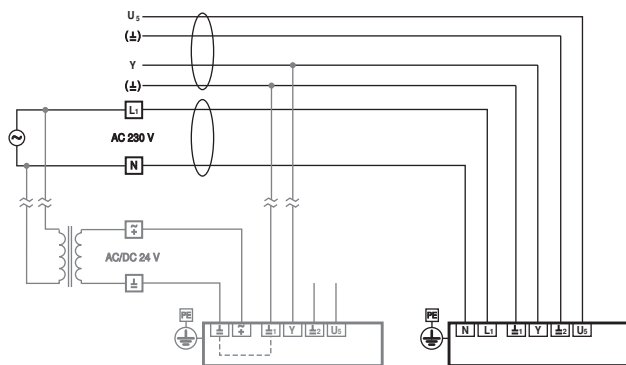 U5
(⊥)
Y
(⊥)
L1
AC 230 V
N
~
+
AC/DC 24 V
⊥
PE
⊥ ~+ ⊥1 Y ⊥2 U5
PE
N L1 ⊥1 Y ⊥2 U5